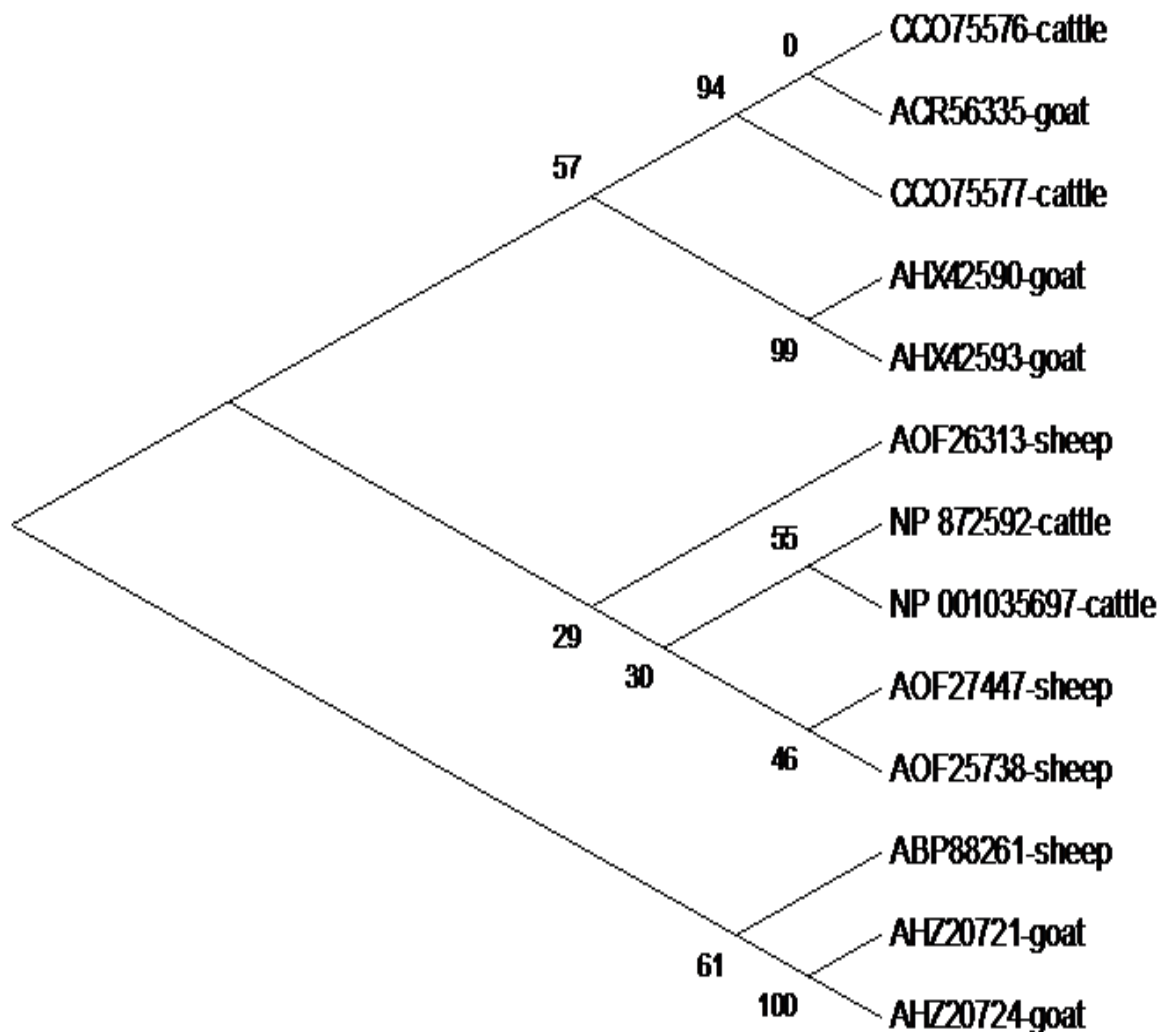 CCO75576-cattle
0
94
ACR56335-goat
57
CCO75577-cattle
AHX42590-goat
99
AHX42593-goat
AOF26313-sheep
NP 872592-cattle
55
NP 001035697-cattle
29
30
AOF27447-sheep
46
AOF25738-sheep
ABP88261-sheep
AHZ20721-goat
61
100
AHZ20724-goat